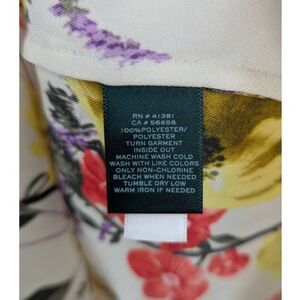 RN # 41381
CA # 56656
100%POLYESTER/
POLYESTER
TURN GARMENT
INSIDE OUT
MACHINE WASH COLD
WASH WITH LIKE COLORS
ONLY NON-CHLORINE
BLEACH WHEN NEEDED
TUMBLE DRY LOW
WARM IRON IF NEEDED